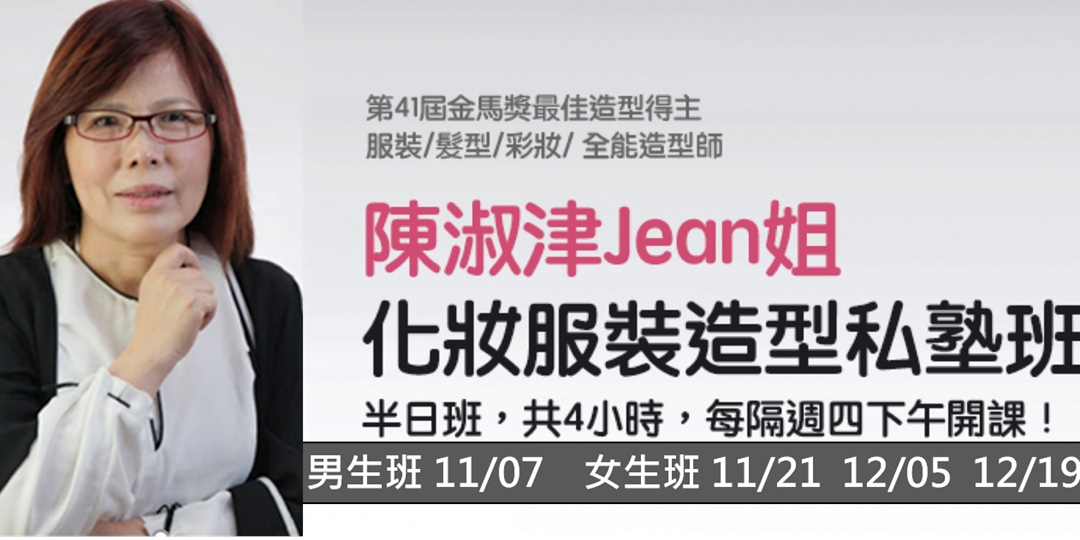 第41屆金馬獎最佳造型得主
服裝/髮型/彩妝/ 全能造型師
陳淑津Jean姐
化妝服裝造型私塾班
半日班，共4小時，每隔週四下午開課！
男生班 11/07 女生班 11/21 12/05 12/19